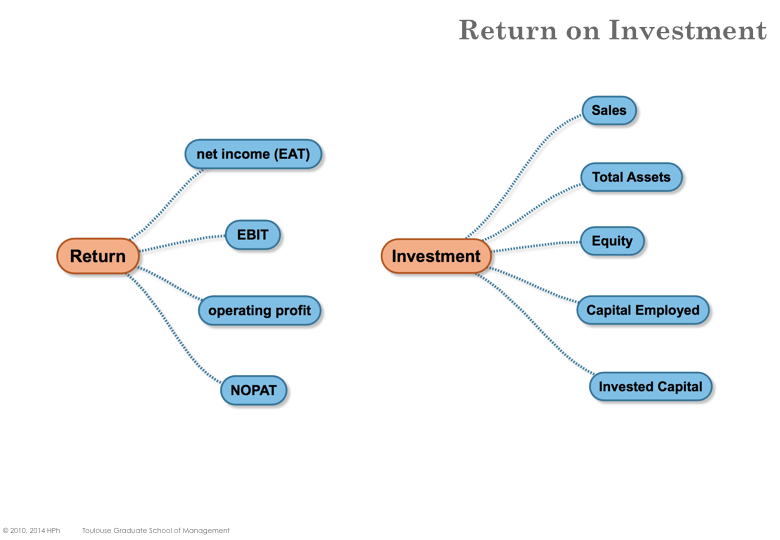 Return on Investment
Return
net income (EAT)
EBIT
operating profit
NOPAT
Investment
Sales
Total Assets
Equity
Capital Employed
Invested Capital
© 2010, 2014 HPh Toulouse Graduate School of Management